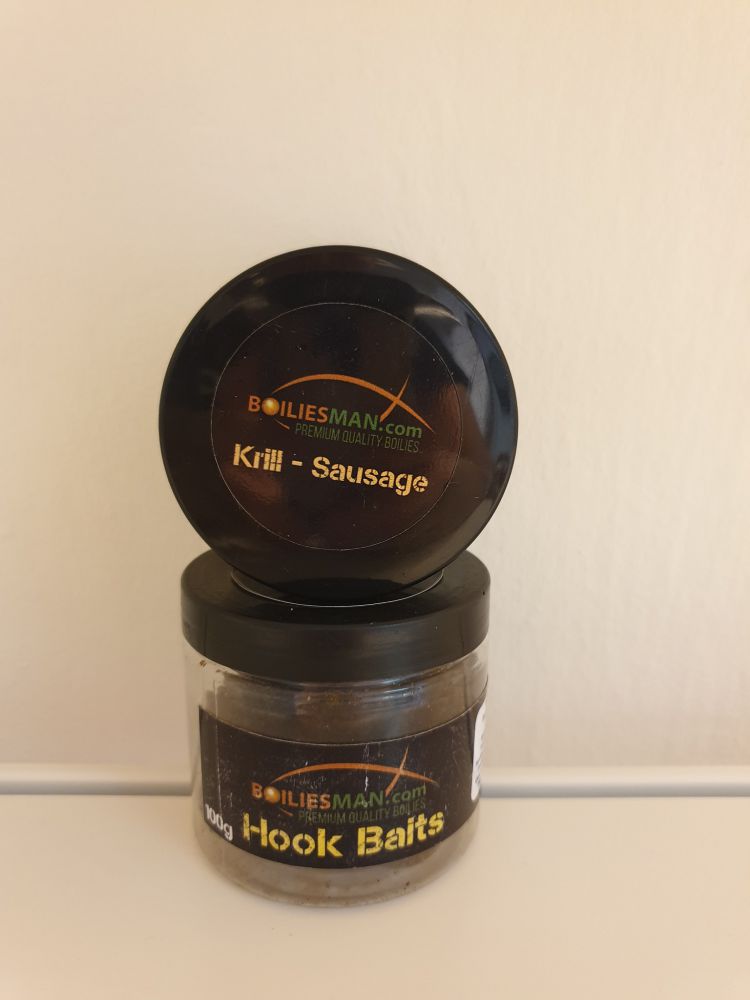 BOILIESMAN.com
PREMIUM QUALITY BOILIES
Krill - Sausage
BOILIESMAN.com
PREMIUM QUALITY BOILIES
100g Hook Baits